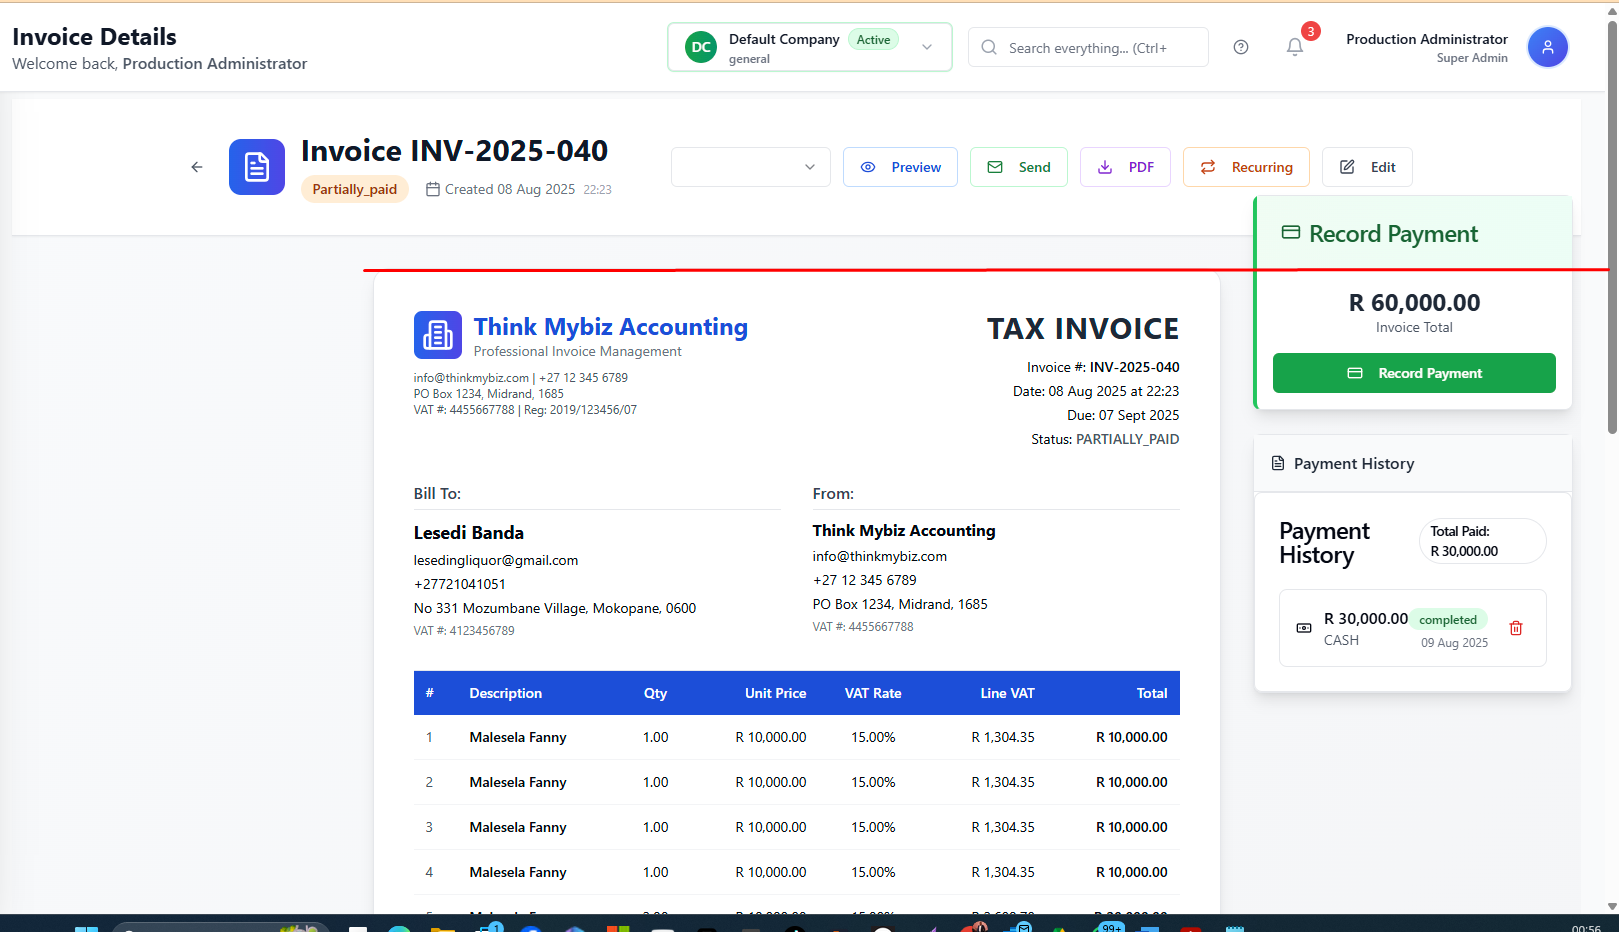 Invoice Details
Welcome back, Production Administrator
DC
Default Company Active
general
Search everything... (Ctrl+
3
Production Administrator
Super Admin
Invoice INV-2025-040
Partially_paid
Created 08 Aug 2025 22:23
Preview
Send
PDF
Recurring
Edit
Record Payment
R 60,000.00
Invoice Total
Record Payment
Think Mybiz Accounting
Professional Invoice Management
info@thinkmybiz.com | +27 12 345 6789
PO Box 1234, Midrand, 1685
VAT #: 4455667788 | Reg: 2019/123456/07
TAX INVOICE
Invoice #: INV-2025-040
Date: 08 Aug 2025 at 22:23
Due: 07 Sept 2025
Status: PARTIALLY_PAID
Payment History
Payment
History
Total Paid:
R 30,000.00
R 30,000.00 completed
CASH 09 Aug 2025
Bill To:
Lesedi Banda
lesedingliquor@gmail.com
+27721041051
No 331 Mozumbane Village, Mokopane, 0600
VAT #: 4123456789
From:
Think Mybiz Accounting
info@thinkmybiz.com
+27 12 345 6789
PO Box 1234, Midrand, 1685
VAT #: 4455667788
# Description Qty Unit Price VAT Rate Line VAT Total
1 Malesela Fanny 1.00 R 10,000.00 15.00% R 1,304.35 R 10,000.00
2 Malesela Fanny 1.00 R 10,000.00 15.00% R 1,304.35 R 10,000.00
3 Malesela Fanny 1.00 R 10,000.00 15.00% R 1,304.35 R 10,000.00
4 Malesela Fanny 1.00 R 10,000.00 15.00% R 1,304.35 R 10,000.00
1
99+
00:56